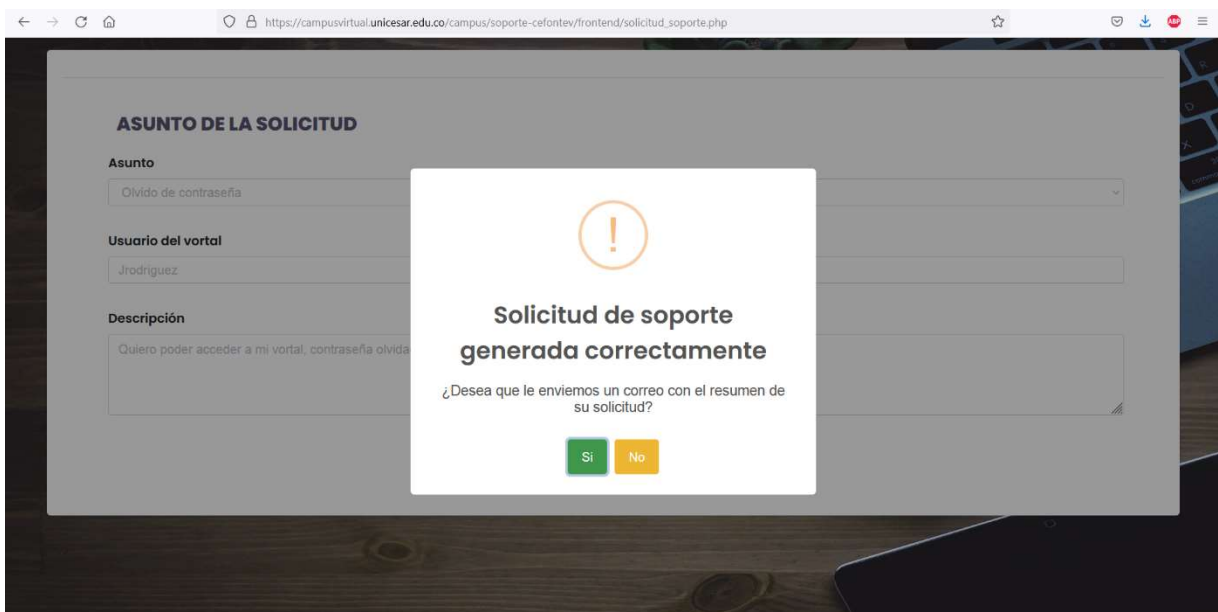 https://campusvirtual.unicesar.edu.co/campus/soporte-cefontev/frontend/solicitud_soporte.php
ABP
ASUNTO DE LA SOLICITUD
Asunto
Olvido de contraseña
Usuario del vortal
Jrodriguez
Descripción
Quiero poder acceder a mi vortal, contraseña olvida
Solicitud de soporte
generada correctamente
¿Desea que le enviemos un correo con el resumen de
su solicitud?
Si
No